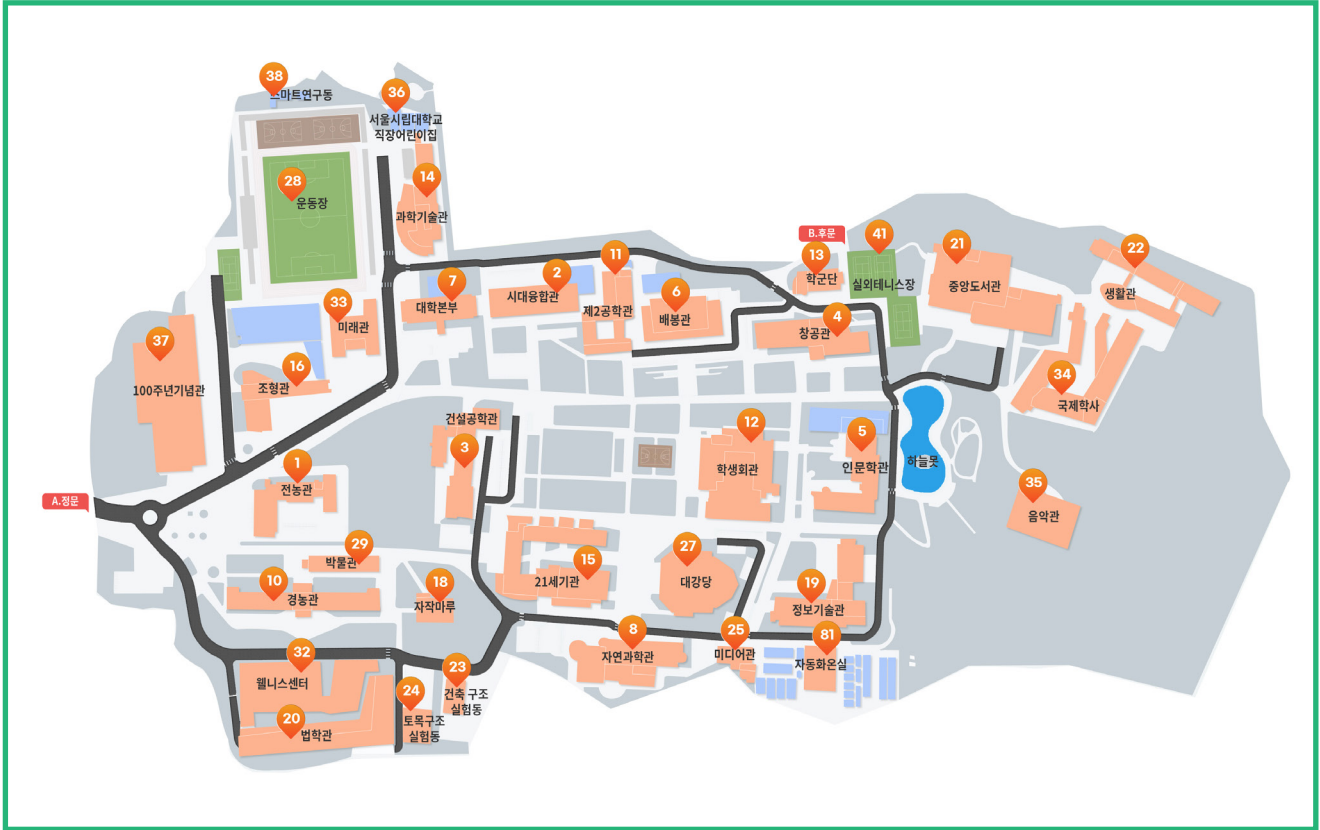 38
스마트연구동
36
서울시립대학교
직장어린이집
28
운동장
14
과학기술관
B.후문
13
학군단
41
실외테니스장
21
중앙도서관
22
생활관
7
대학본부
2
시대융합관
11
제2공학관
6
배봉관
4
창공관
33
미래관
37
100주년기념관
16
조형관
34
국제학사
건설공학관
3
12
학생회관
5
인문학관
하늘못
1
전농관
A.정문
35
음악관
29
박물관
10
경농관
18
자작마루
15
21세기관
27
대강당
19
정보기술관
8
자연과학관
25
미디어관
81
자동화온실
32
웰니스센터
23
건축 구조
실험동
24
토목구조
실험동
20
법학관